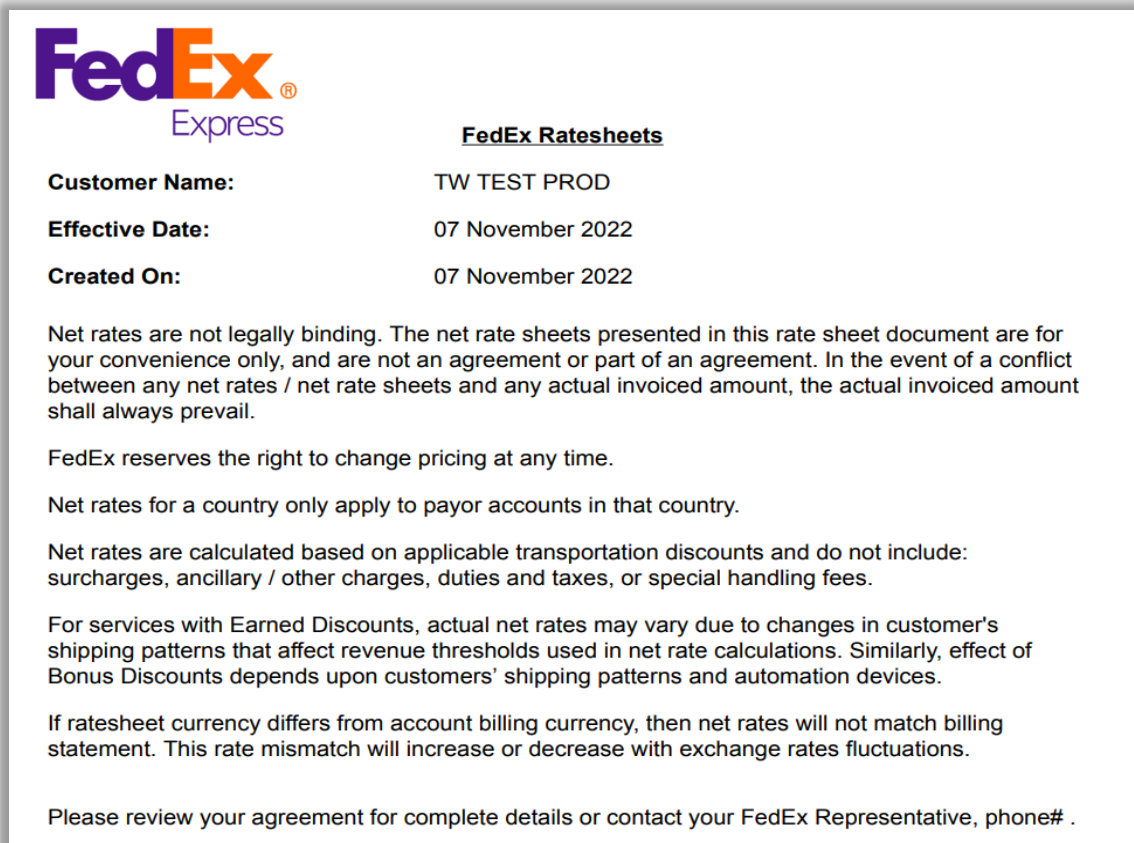 FedEx®
Express
FedEx Ratesheets
Customer Name: TW TEST PROD
Effective Date: 07 November 2022
Created On: 07 November 2022
Net rates are not legally binding. The net rate sheets presented in this rate sheet document are for
your convenience only, and are not an agreement or part of an agreement. In the event of a conflict
between any net rates / net rate sheets and any actual invoiced amount, the actual invoiced amount
shall always prevail.
FedEx reserves the right to change pricing at any time.
Net rates for a country only apply to payor accounts in that country.
Net rates are calculated based on applicable transportation discounts and do not include:
surcharges, ancillary / other charges, duties and taxes, or special handling fees.
For services with Earned Discounts, actual net rates may vary due to changes in customer's
shipping patterns that affect revenue thresholds used in net rate calculations. Similarly, effect of
Bonus Discounts depends upon customers’ shipping patterns and automation devices.
If ratesheet currency differs from account billing currency, then net rates will not match billing
statement. This rate mismatch will increase or decrease with exchange rates fluctuations.
Please review your agreement for complete details or contact your FedEx Representative, phone# .